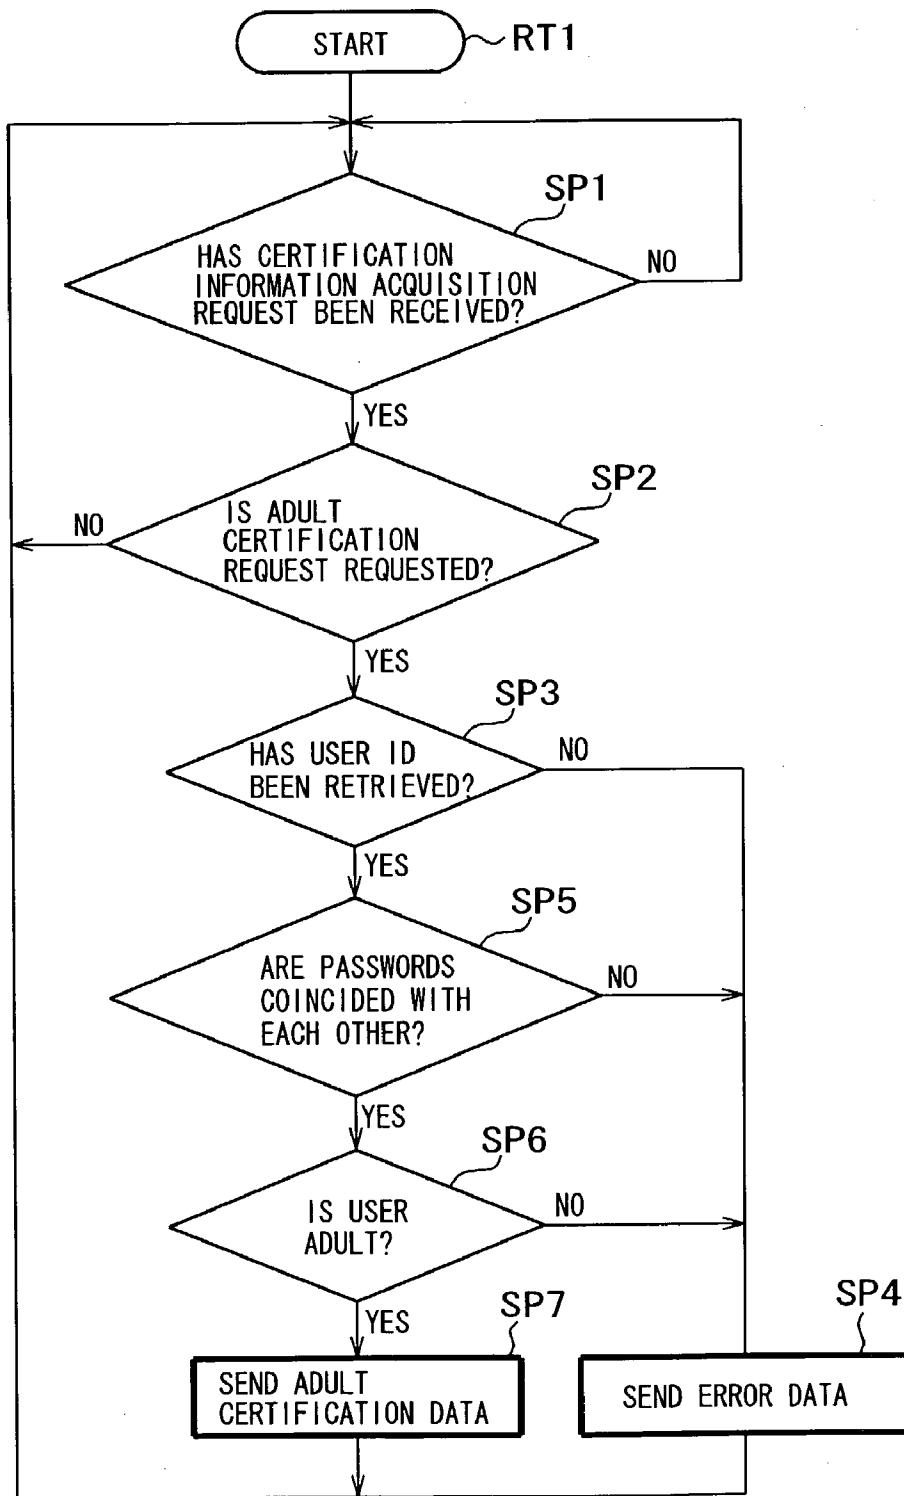 START
RT1
SP1
HAS CERTIFICATION
INFORMATION ACQUISITION
REQUEST BEEN RECEIVED?
NO
YES
SP2
IS ADULT
CERTIFICATION
REQUEST REQUESTED?
NO
YES
SP3
HAS USER ID
BEEN RETRIEVED?
NO
YES
SP5
ARE PASSWORDS
COINCIDED WITH
EACH OTHER?
NO
YES
SP6
IS USER
ADULT?
NO
YES
SP7
SEND ADULT
CERTIFICATION DATA
SP4
SEND ERROR DATA